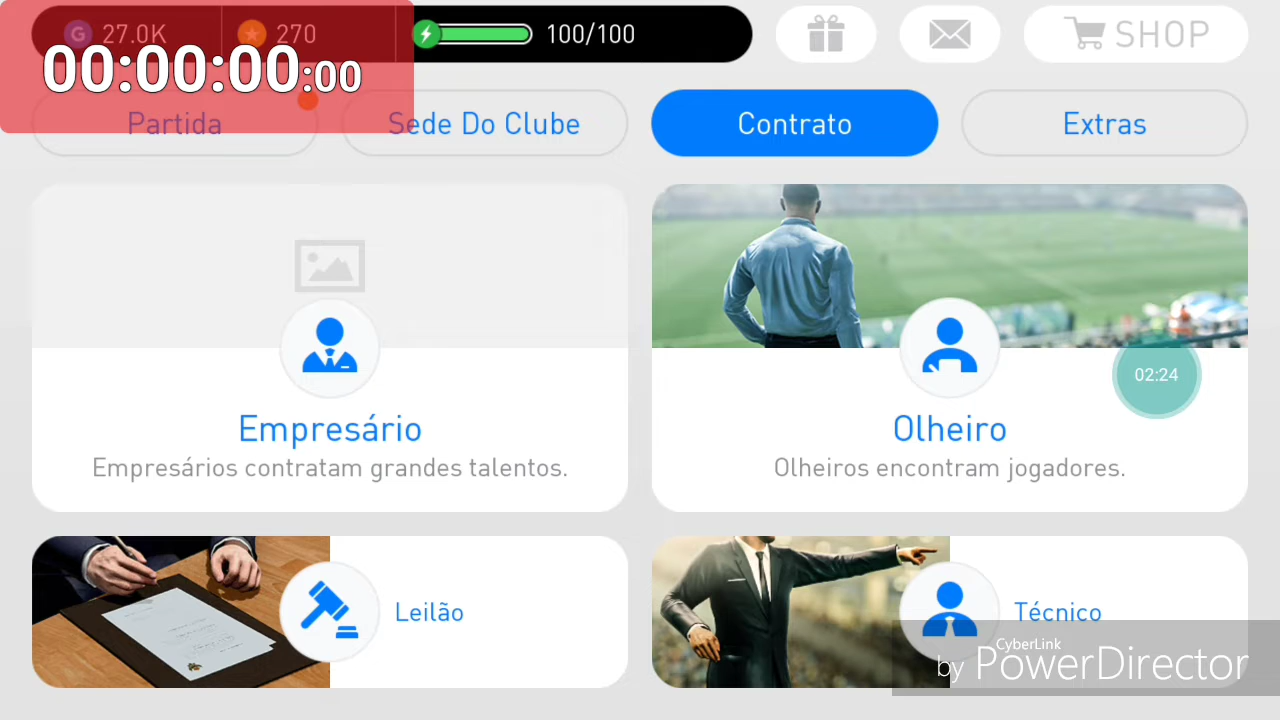 G 27.0K 270 100/100 SHOP
00:00:00:00
Partida Sede Do Clube Contrato Extras
Empresário
Empresários contratam grandes talentos.
Olheiro
Olheiros encontram jogadores.
02:24
Leilão
Técnico
CyberLink
by PowerDirector